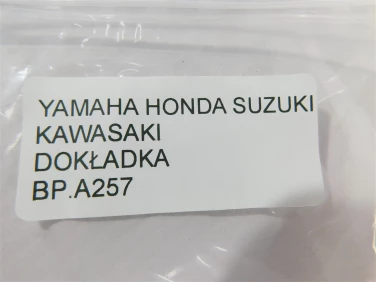 YAMAHA HONDA SUZUKI
KAWASAKI
DOKŁADKA
BP.A257